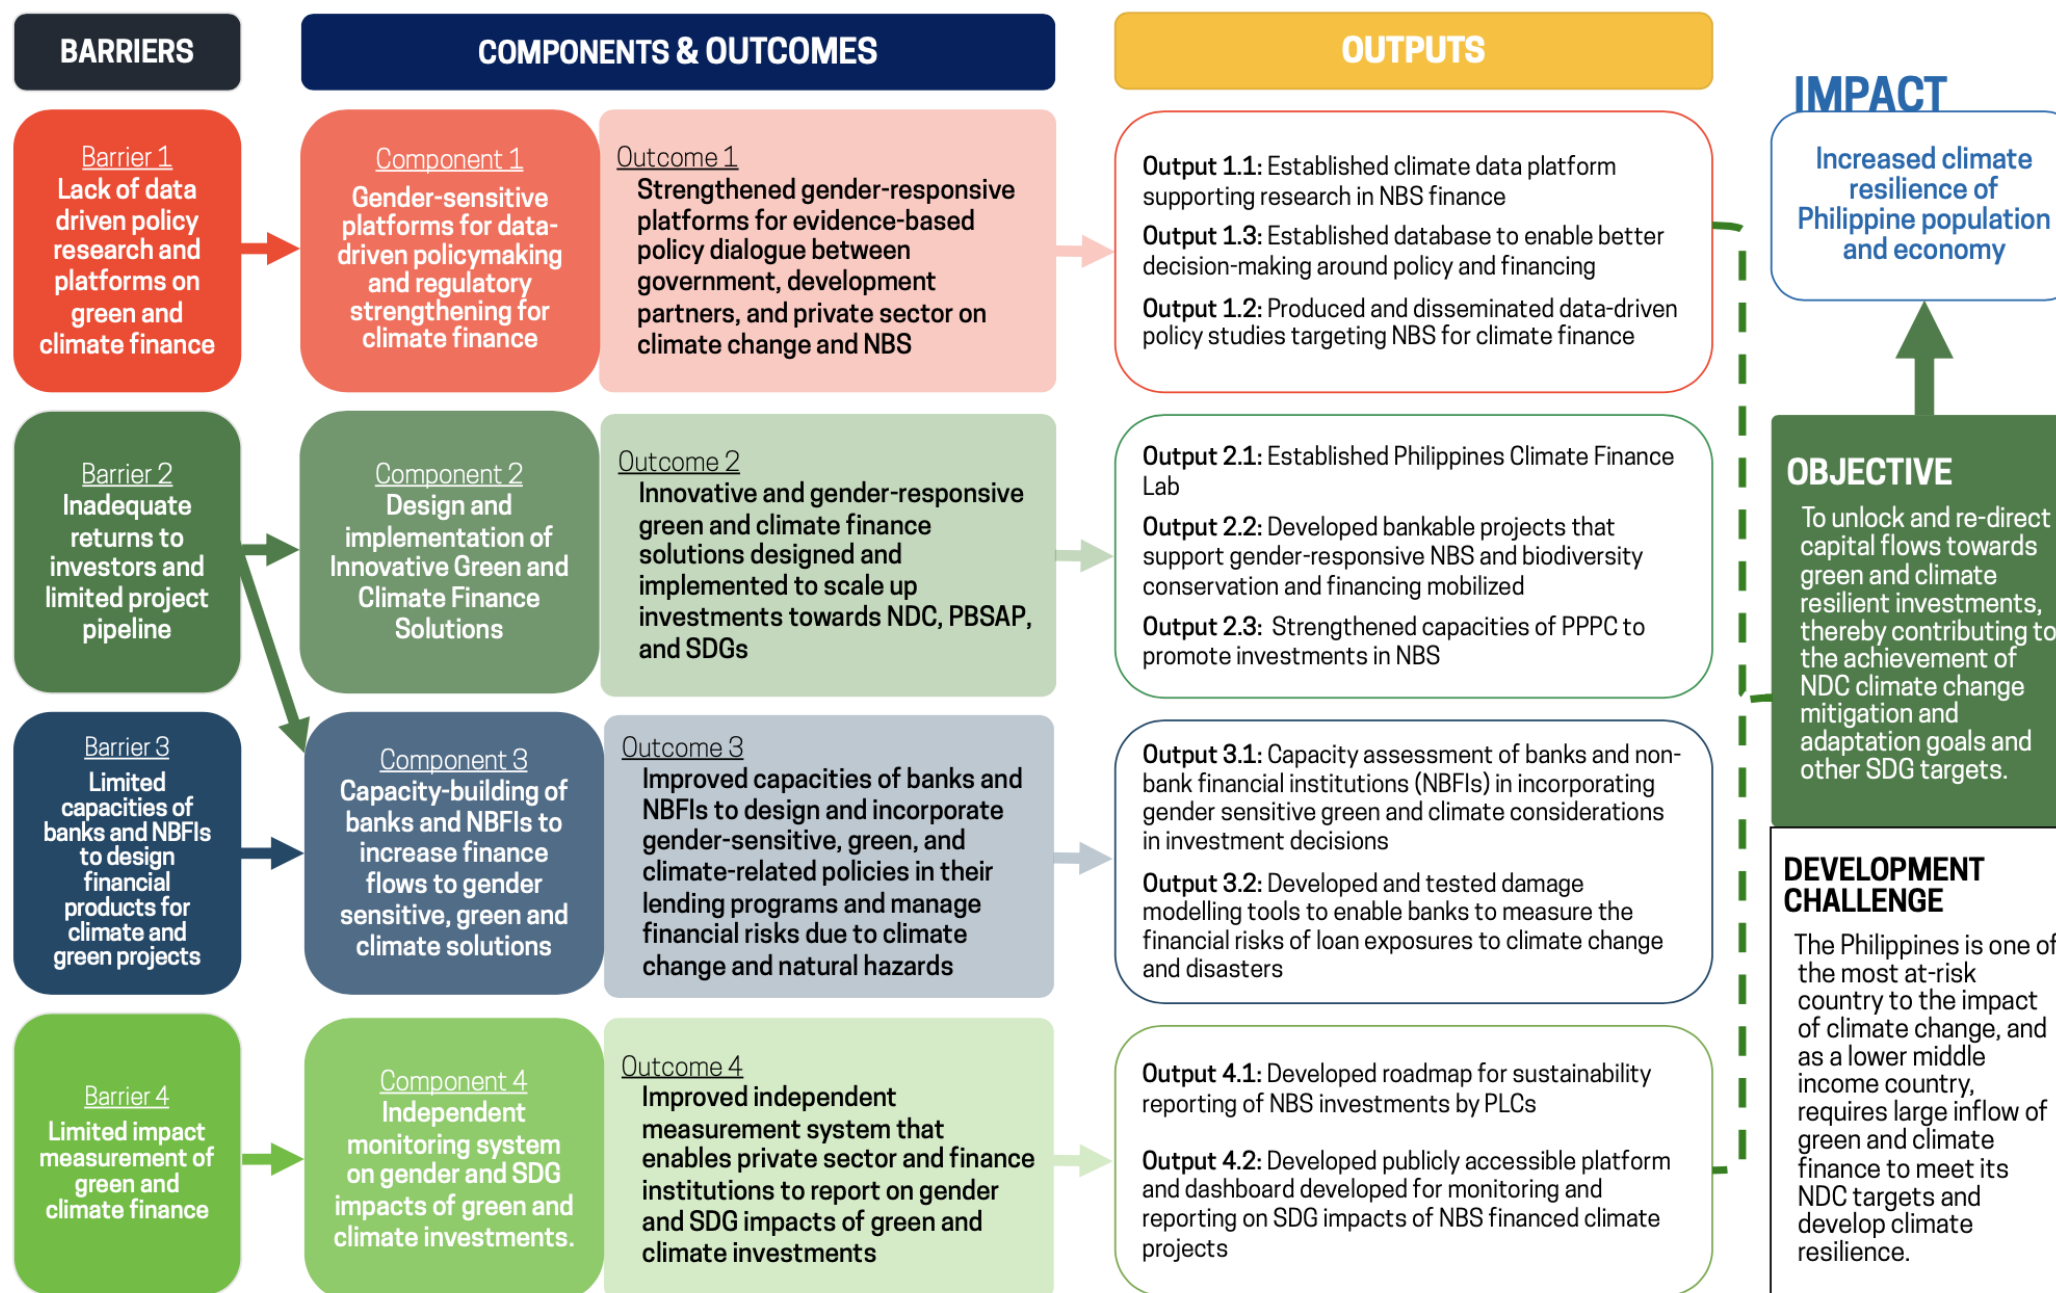 BARRIERS
COMPONENTS & OUTCOMES
OUTPUTS
Barrier 1
Lack of data
driven policy
research and
platforms on
green and
climate finance
Component 1
Gender-sensitive
platforms for data-
driven policymaking
and regulatory
strengthening for
climate finance
Outcome 1
Strengthened gender-responsive
platforms for evidence-based
policy dialogue between
government, development
partners, and private sector on
climate change and NBS
Output 1.1: Established climate data platform
supporting research in NBS finance
Output 1.3: Established database to enable better
decision-making around policy and financing
Output 1.2: Produced and disseminated data-driven
policy studies targeting NBS for climate finance
Barrier 2
Inadequate
returns to
investors and
limited project
pipeline
Component 2
Design and
implementation of
Innovative Green and
Climate Finance
Solutions
Outcome 2
Innovative and gender-responsive
green and climate finance
solutions designed and
implemented to scale up
investments towards NDC, PBSAP,
and SDGs
Output 2.1: Established Philippines Climate Finance
Lab
Output 2.2: Developed bankable projects that
support gender-responsive NBS and biodiversity
conservation and financing mobilized
Output 2.3: Strengthened capacities of PPPC to
promote investments in NBS
Barrier 3
Limited
capacities of
banks and NBFIs
to design
financial
products for
climate and
green projects
Component 3
Capacity-building of
banks and NBFIs to
increase finance
flows to gender
sensitive, green and
climate solutions
Outcome 3
Improved capacities of banks and
NBFIs to design and incorporate
gender-sensitive, green, and
climate-related policies in their
lending programs and manage
financial risks due to climate
change and natural hazards
Output 3.1: Capacity assessment of banks and non-
bank financial institutions (NBFIs) in incorporating
gender sensitive green and climate considerations
in investment decisions
Output 3.2: Developed and tested damage
modelling tools to enable banks to measure the
financial risks of loan exposures to climate change
and disasters
Barrier 4
Limited impact
measurement of
green and
climate finance
Component 4
Independent
monitoring system
on gender and SDG
impacts of green and
climate investments.
Outcome 4
Improved independent
measurement system that
enables private sector and finance
institutions to report on gender
and SDG impacts of green and
climate investments
Output 4.1: Developed roadmap for sustainability
reporting of NBS investments by PLCs
Output 4.2: Developed publicly accessible platform
and dashboard developed for monitoring and
reporting on SDG impacts of NBS financed climate
projects
IMPACT
Increased climate
resilience of
Philippine population
and economy
OBJECTIVE
To unlock and re-direct
capital flows towards
green and climate
resilient investments,
thereby contributing to
the achievement of
NDC climate change
mitigation and
adaptation goals and
other SDG targets.
DEVELOPMENT
CHALLENGE
The Philippines is one of
the most at-risk
country to the impact
of climate change, and
as a lower middle
income country,
requires large inflow of
green and climate
finance to meet its
NDC targets and
develop climate
resilience.